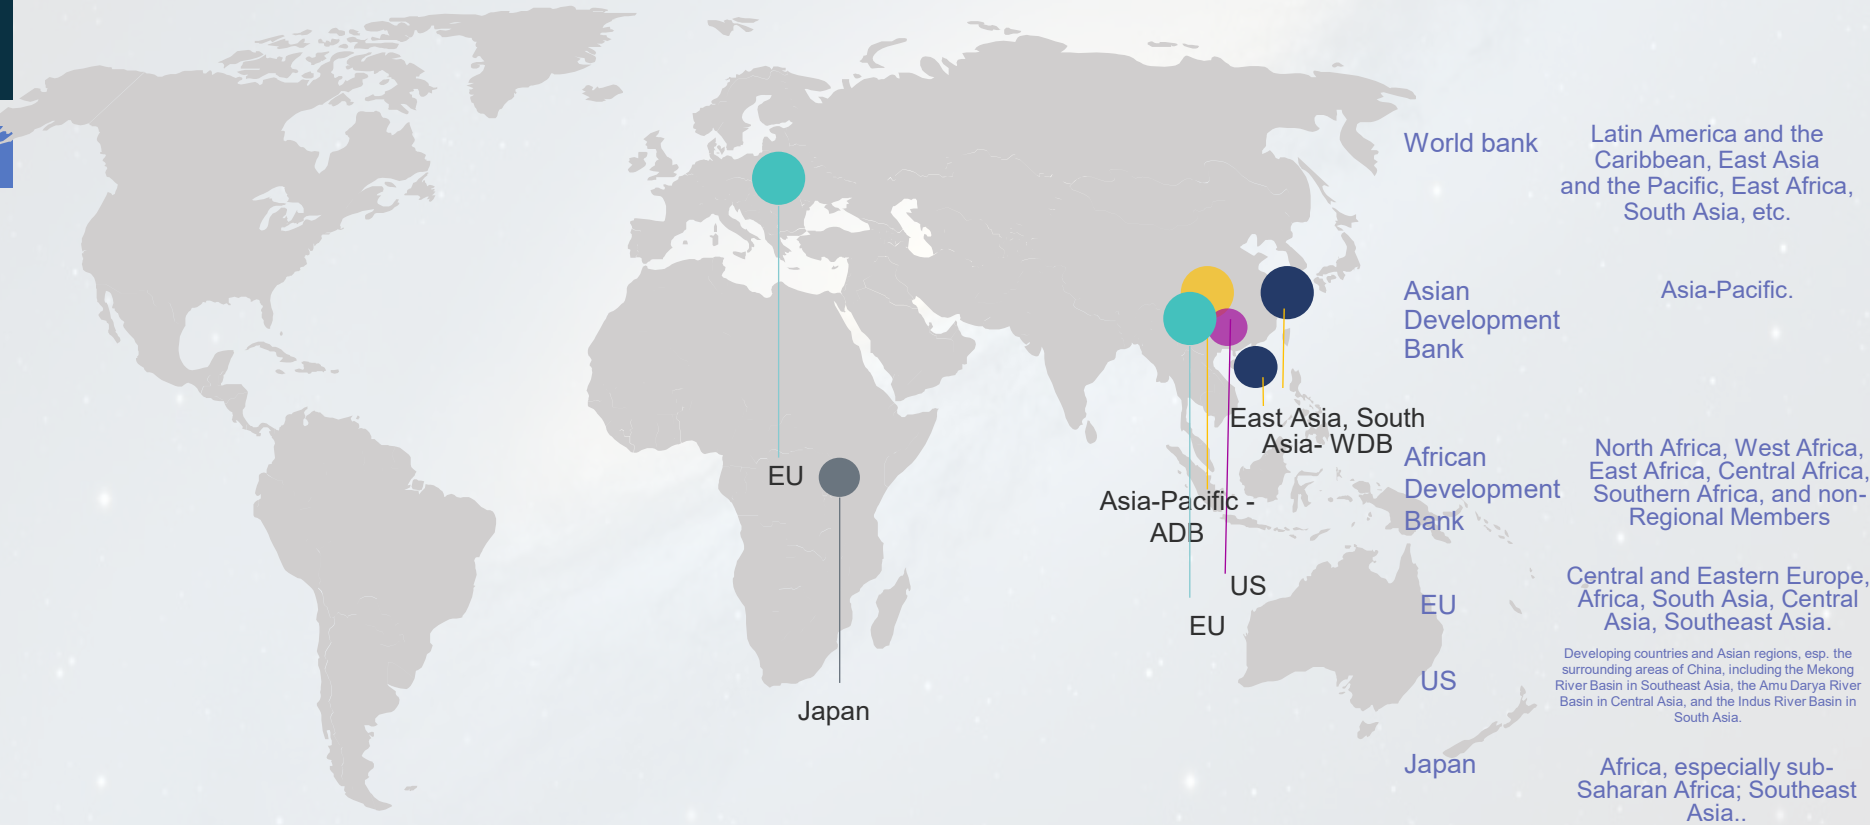 World bank
Latin America and the
Caribbean, East Asia
and the Pacific, East Africa,
South Asia, etc.
Asian
Development
Bank
Asia-Pacific.
East Asia, South
Asia- WDB
African
Development
Bank
North Africa, West Africa,
East Africa, Central Africa,
Southern Africa, and non-
Regional Members
EU
Asia-Pacific -
ADB
US
EU
Japan
EU
Central and Eastern Europe,
Africa, South Asia, Central
Asia, Southeast Asia.
US
Developing countries and Asian regions, esp. the
surrounding areas of China, including the Mekong
River Basin in Southeast Asia, the Amu Darya River
Basin in Central Asia, and the Indus River Basin in
South Asia.
Japan
Africa, especially sub-
Saharan Africa; Southeast
Asia..